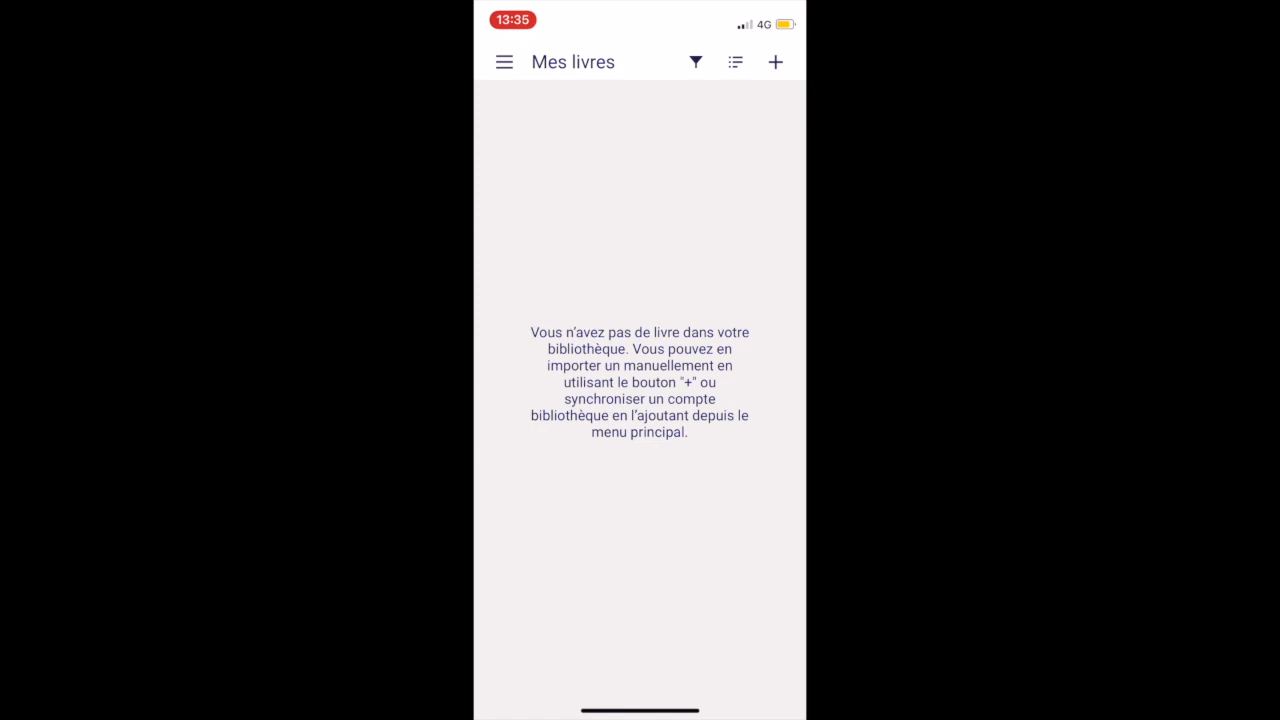 13:35
4G
Mes livres
Vous n'avez pas de livre dans votre
bibliothèque. Vous pouvez en
importer un manuellement en
utilisant le bouton "+" ou
synchroniser un compte
bibliothèque en l'ajoutant depuis le
menu principal.